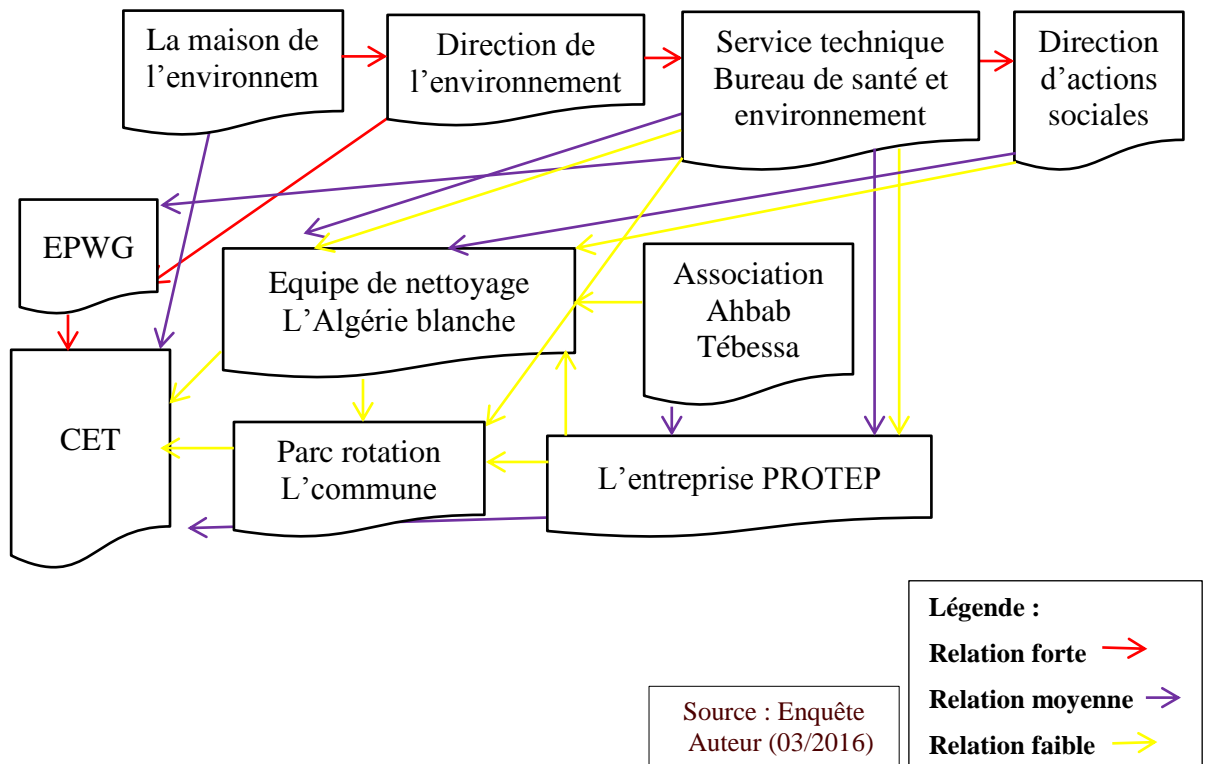 La maison de
l’environnem
Direction de
l’environnement
Service technique
Bureau de santé et
environnement
Direction
d’actions
sociales
EPWG
Equipe de nettoyage
L’Algérie blanche
Association
Ahbab
Tébessa
CET
Parc rotation
L’commune
L’entreprise PROTEP
Légende :
Relation forte
Relation moyenne
Relation faible
Source : Enquête
Auteur (03/2016)